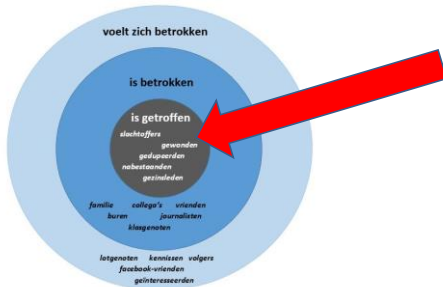 voelt zich betrokken
is betrokken
is getroffen
slachtoffers
gewonden
gedupeerden
nabestaanden
gezinsleden
familie collega's vrienden
buren journalisten
klasgenoten
lotgenoten kennissen volgers
facebook-vrienden
geïnteresseerden